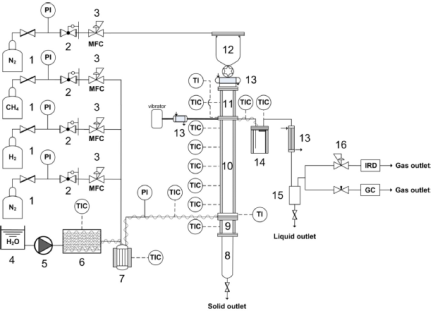 PI
3
1
2
MFC
N₂
12
PI
3
13
1
2
MFC
TI
CH₄
11
TIC
TIC
TIC
vibrator
13
PI
3
TIC
13
1
2
MFC
14
H₂
TIC
16
PI
3
10
IRD
Gas outlet
TIC
1
2
MFC
GC
Gas outlet
N₂
TIC
15
TIC
PI
TIC
TI
TIC
9
Liquid outlet
H₂O
TIC
8
4
5
6
7
Solid outlet